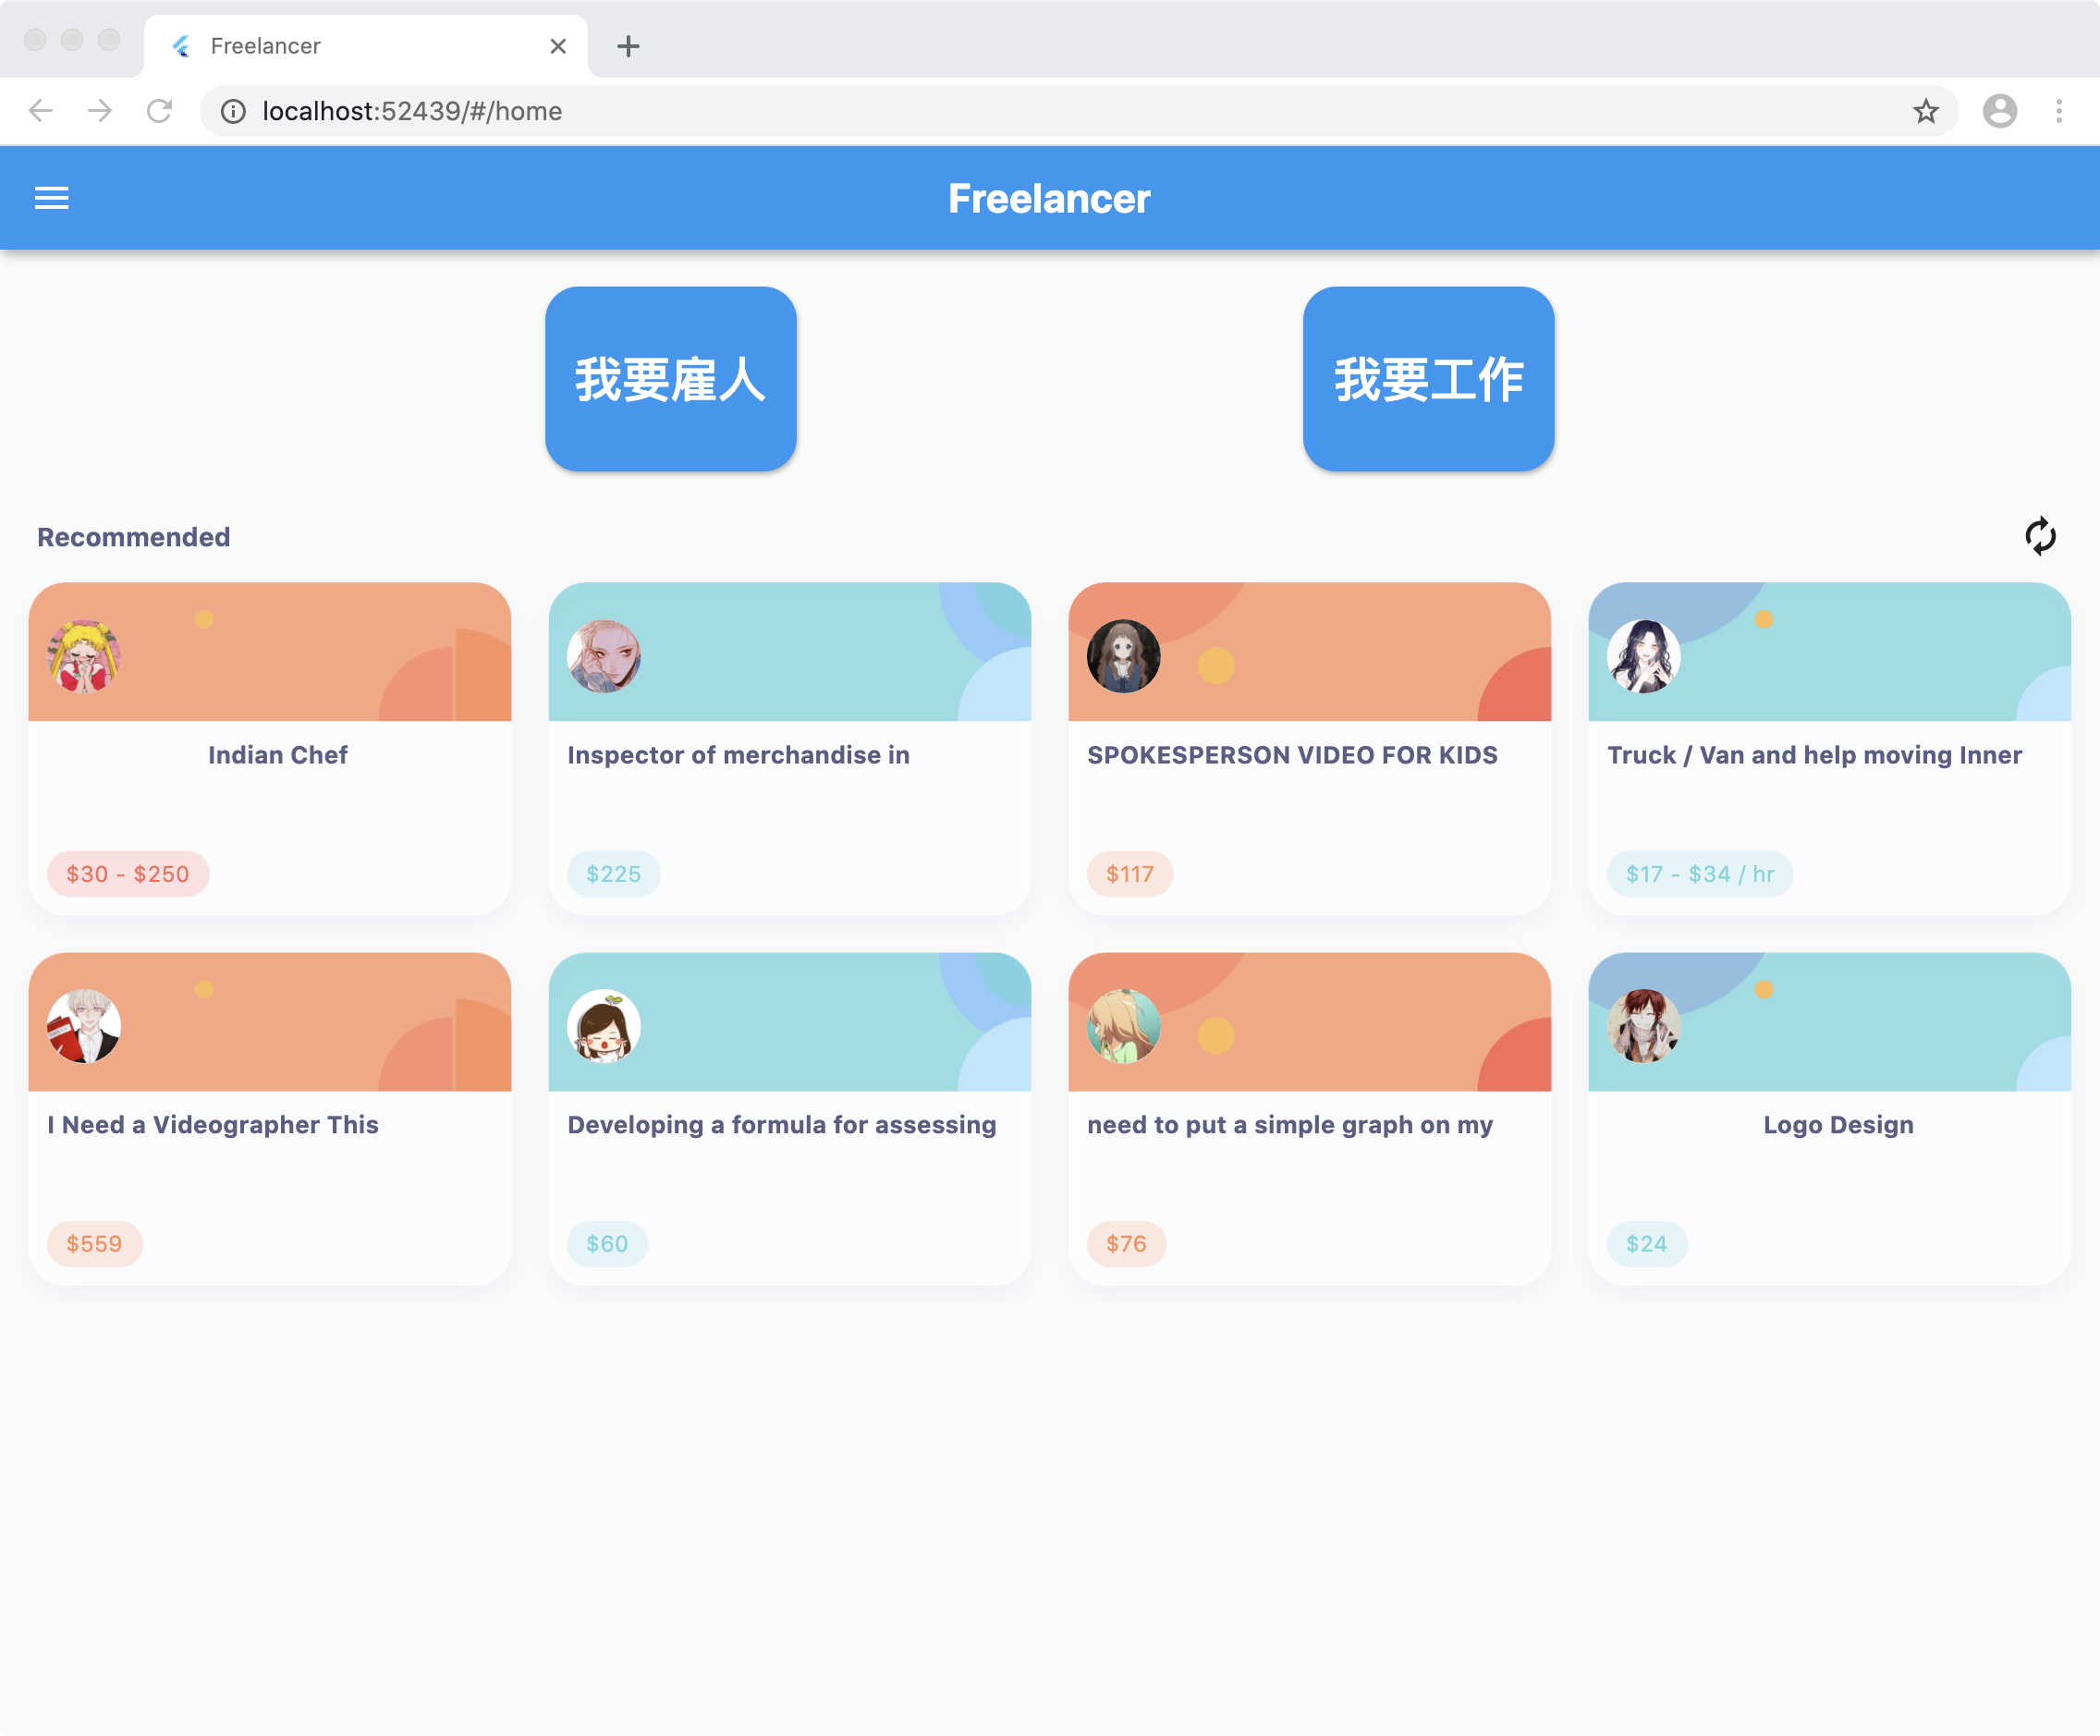 Freelancer
localhost:52439/#/home
Freelancer
我要雇人
我要工作
Recommended
Indian Chef
$30 - $250
Inspector of merchandise in
$225
SPOKESPERSON VIDEO FOR KIDS
$117
Truck / Van and help moving Inner
$17 - $34 / hr
I Need a Videographer This
$559
Developing a formula for assessing
$60
need to put a simple graph on my
$76
Logo Design
$24